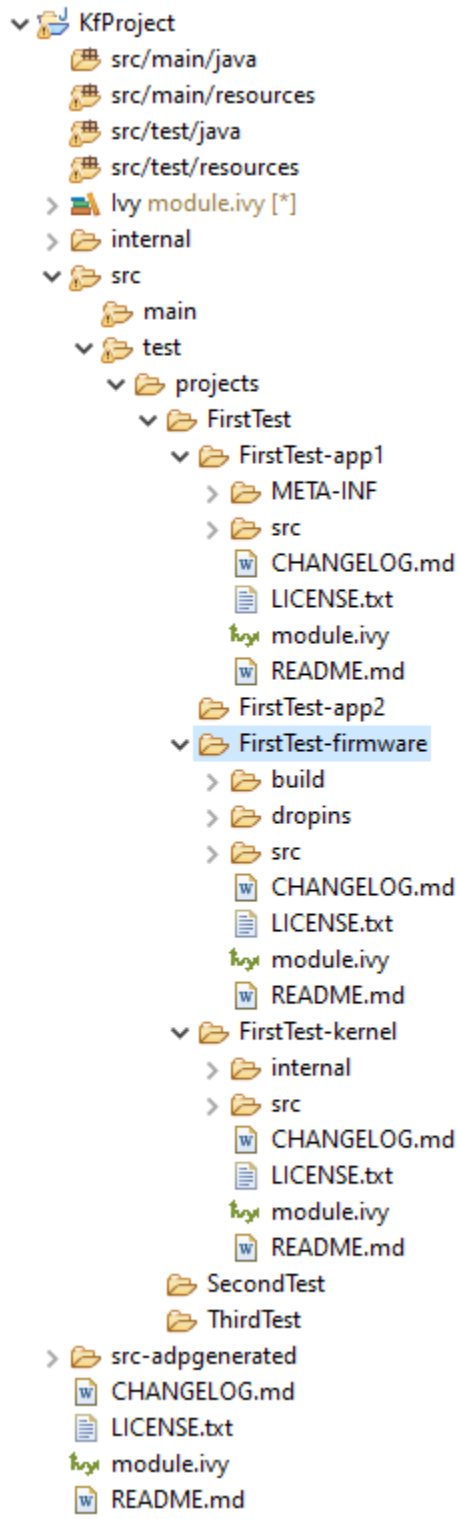 KfProject
src/main/java
src/main/resources
src/test/java
src/test/resources
Ivy module.ivy [*]
internal
src
main
test
projects
FirstTest
FirstTest-app1
META-INF
src
CHANGELOG.md
LICENSE.txt
module.ivy
README.md
FirstTest-app2
FirstTest-firmware
build
dropins
src
CHANGELOG.md
LICENSE.txt
module.ivy
README.md
FirstTest-kernel
internal
src
CHANGELOG.md
LICENSE.txt
module.ivy
README.md
SecondTest
ThirdTest
src-adpgenerated
CHANGELOG.md
LICENSE.txt
module.ivy
README.md